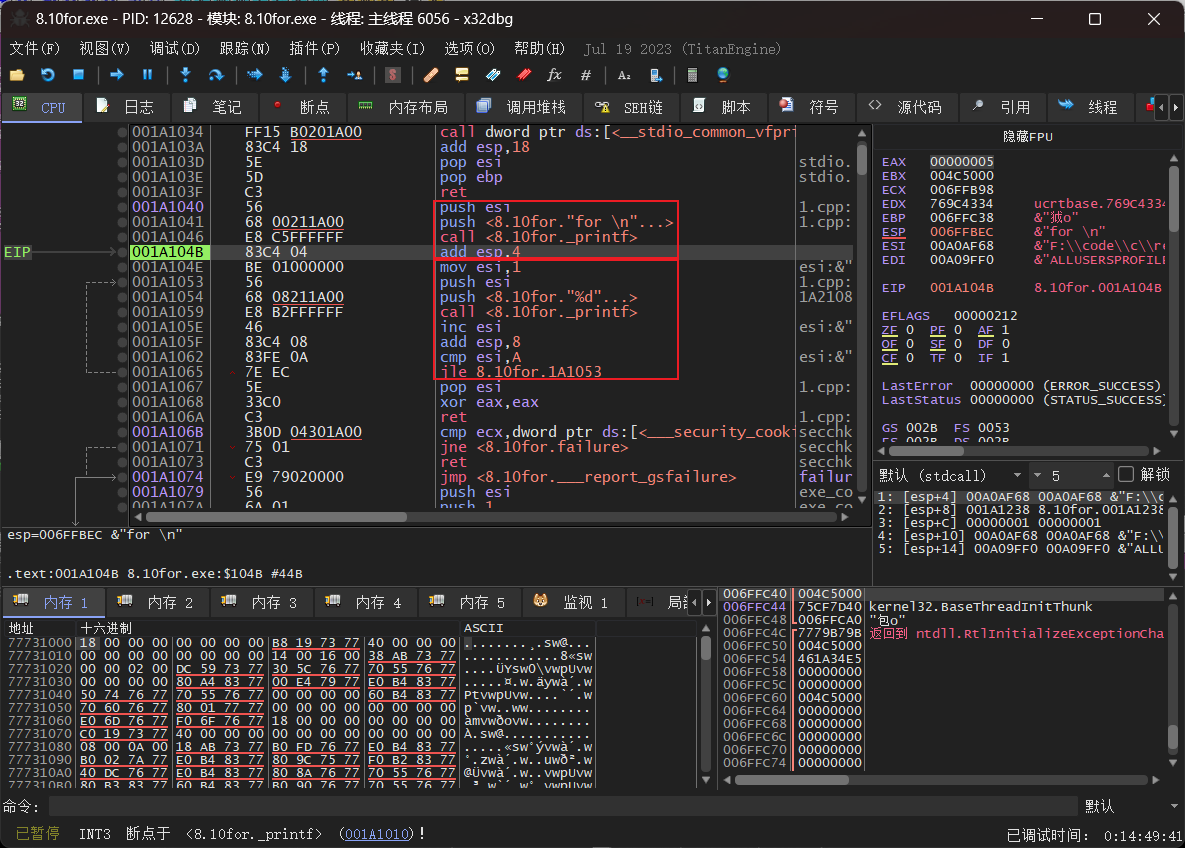 8.10for.exe - PID: 12628 - 模块: 8.10for.exe - 线程: 主线程 6056 - x32dbg
文件(F) 视图(V) 调试(D) 跟踪(N) 插件(P) 收藏夹(I) 选项(O) 帮助(H) Jul 19 2023 (TitanEngine)
CPU 日志 笔记 断点 内存布局 调用堆栈 SEH链 脚本 符号 源代码 引用 线程
001A1034 FF15 B0201A00 call dword ptr ds:[<__stdio_common_vfpri
001A103A 83C4 18 add esp,18
001A103D 5E pop esi stdio.
001A103E 5D pop ebp stdio.
001A103F C3 ret
001A1040 56 push esi 1.cpp:
001A1041 68 00211A00 push <8.10for."for \n"...> 1.cpp:
001A1046 E8 C5FFFFFF call <8.10for._printf>
EIP 001A104B 83C4 04 add esp,4
001A104E BE 01000000 mov esi,1 esi:&"
001A1053 56 push esi 1.cpp:
001A1054 68 08211A00 push <8.10for."%d"...> 1A2108
001A1059 E8 B2FFFFFF call <8.10for._printf>
001A105E 46 inc esi esi:&"
001A105F 83C4 08 add esp,8
001A1062 83FE 0A cmp esi,A esi:&"
001A1065 7E EC jle 8.10for.1A1053
001A1067 5E pop esi 1.cpp:
001A1068 33C0 xor eax,eax
001A106A C3 ret 1.cpp:
001A106B 3B0D 04301A00 cmp ecx,dword ptr ds:[<___security_cooki secchk
001A1071 75 01 jne <8.10for.failure> secchk
001A1073 C3 ret secchk
001A1074 E9 79020000 jmp <8.10for.___report_gsfailure> failur
001A1079 56 push esi exe_co
001A107A 6A 01 push 1 exe_co
隐藏FPU
EAX 00000005
EBX 004C5000
ECX 006FFB98
EDX 769C4334 ucrtbase.769C4334
EBP 006FFC38
ESP 006FFBEC &"for \n"
ESI 00A0AF68 &"F:\\code\\c\\re
EDI 00A09FF0 &"ALLUSERSPROFILE
EIP 001A104B 8.10for.001A104B
EFLAGS 00000212
ZF 0 PF 0 AF 1
OF 0 SF 0 DF 0
CF 0 TF 0 IF 1
LastError 00000000 (ERROR_SUCCESS)
LastStatus 00000000 (STATUS_SUCCESS)
GS 002B FS 0053
ES 002B DS 002B
默认 (stdcall) 5 解锁
1: [esp+4] 00A0AF68 00A0AF68 &"F:\\c
2: [esp+8] 001A1238 8.10for.001A1238
3: [esp+C] 00000001 00000001
4: [esp+10] 00A0AF68 00A0AF68 &"F:\\
5: [esp+14] 00A09FF0 00A09FF0 &"ALLU
esp=006FFBEC &"for \n"
.text:001A104B 8.10for.exe:$104B #44B
内存 1 内存 2 内存 3 内存 4 内存 5 监视 1 局部
地址 十六进制 ASCII
77731000 18 00 00 00 00 00 00 00 B8 19 73 77 40 00 00 00 ........¸.sw@...
77731010 00 00 00 00 00 00 00 00 14 00 16 00 38 AB 73 77 ............8«sw
77731020 00 00 02 00 DC 59 73 77 30 5C 76 77 70 55 76 77 ....ÜYsw0\vwpUvw
77731030 00 00 00 00 80 A4 83 77 00 E4 79 77 E0 B4 83 77 .....¤.w.äywà´.w
77731040 50 74 76 77 70 55 76 77 00 00 00 00 60 B4 83 77 PtvwpUvw....`´.w
77731050 70 60 76 77 80 01 77 77 00 00 00 00 00 00 00 00 p`vw..ww........
77731060 E0 6D 76 77 F0 6F 76 77 18 00 00 00 00 00 00 00 àmvwðovw........
77731070 C0 19 73 77 40 00 00 00 00 00 00 00 00 00 00 00 À.sw@...........
77731080 08 00 0A 00 18 AB 73 77 B0 FD 76 77 E0 B4 83 77 .....«sw°ývwà´.w
77731090 B0 02 7A 77 E0 B4 83 77 80 9C 75 77 F0 B2 83 77 °.zwà´.w..uwð².w
777310A0 40 DC 76 77 E0 B4 83 77 80 8A 76 77 70 55 76 77 @Üvwà´.w..vwpUvw
777310B0 80 B3 83 77 60 B4 83 77 B0 90 76 77 70 55 76 77 .³.w`´.w°.vwpUvw
006FFC40 004C5000
006FFC44 75CF7D40 kernel32.BaseThreadInitThunk
006FFC48 006FFCA0 "包o"
006FFC4C 7779B79B 返回到 ntdll.RtlInitializeExceptionCha
006FFC50 004C5000
006FFC54 461A34E5
006FFC58 00000000
006FFC5C 00000000
006FFC60 004C5000
006FFC64 00000000
006FFC68 00000000
006FFC6C 00000000
006FFC70 00000000
006FFC74 00000000
命令: 默认
已暂停 INT3 断点于 <8.10for._printf> (001A1010)! 已调试时间: 0:14:49:41